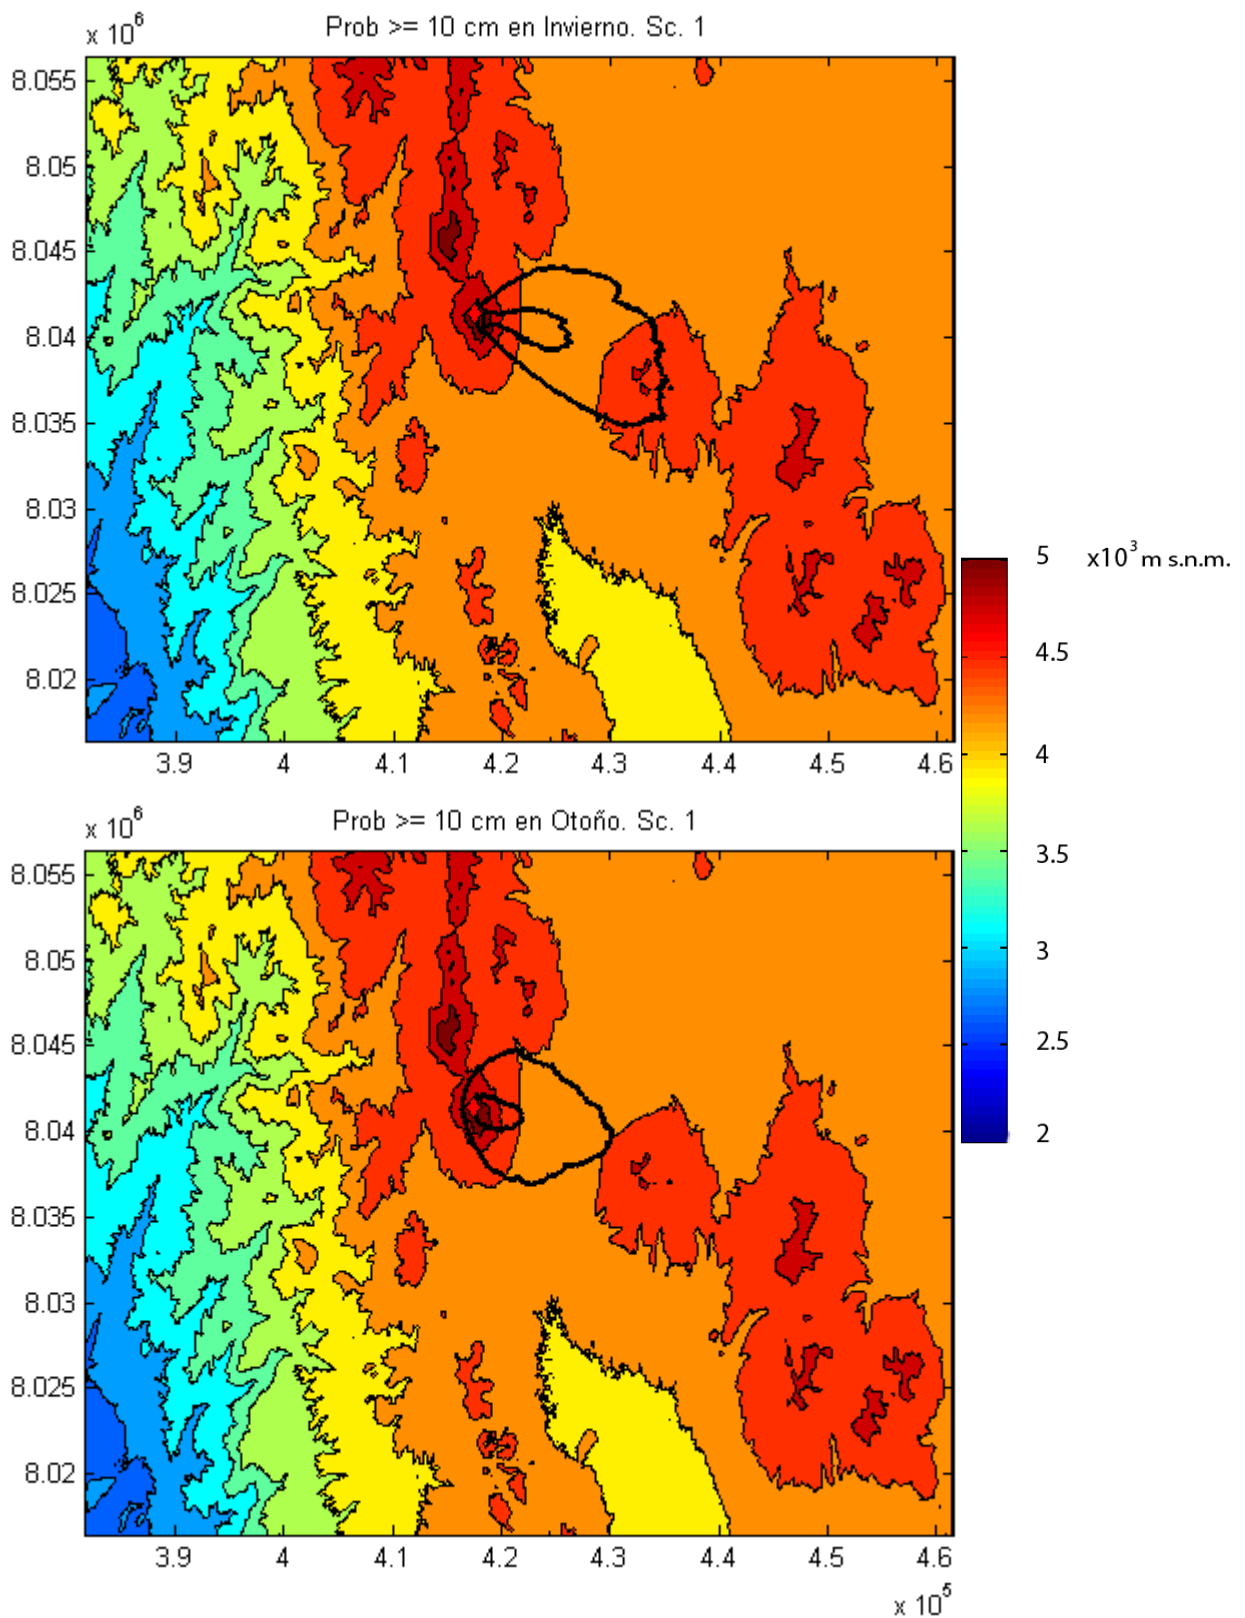 Prob >= 10 cm en Invierno. Sc. 1
x 10^6
8.055
8.05
8.045
8.04
8.035
8.03
8.025
8.02
3.9 4 4.1 4.2 4.3 4.4 4.5 4.6
5 x10^3 m s.n.m.
4.5
4
3.5
3
2.5
2
Prob >= 10 cm en Otoño. Sc. 1
x 10^6
8.055
8.05
8.045
8.04
8.035
8.03
8.025
8.02
3.9 4 4.1 4.2 4.3 4.4 4.5 4.6
x 10^5